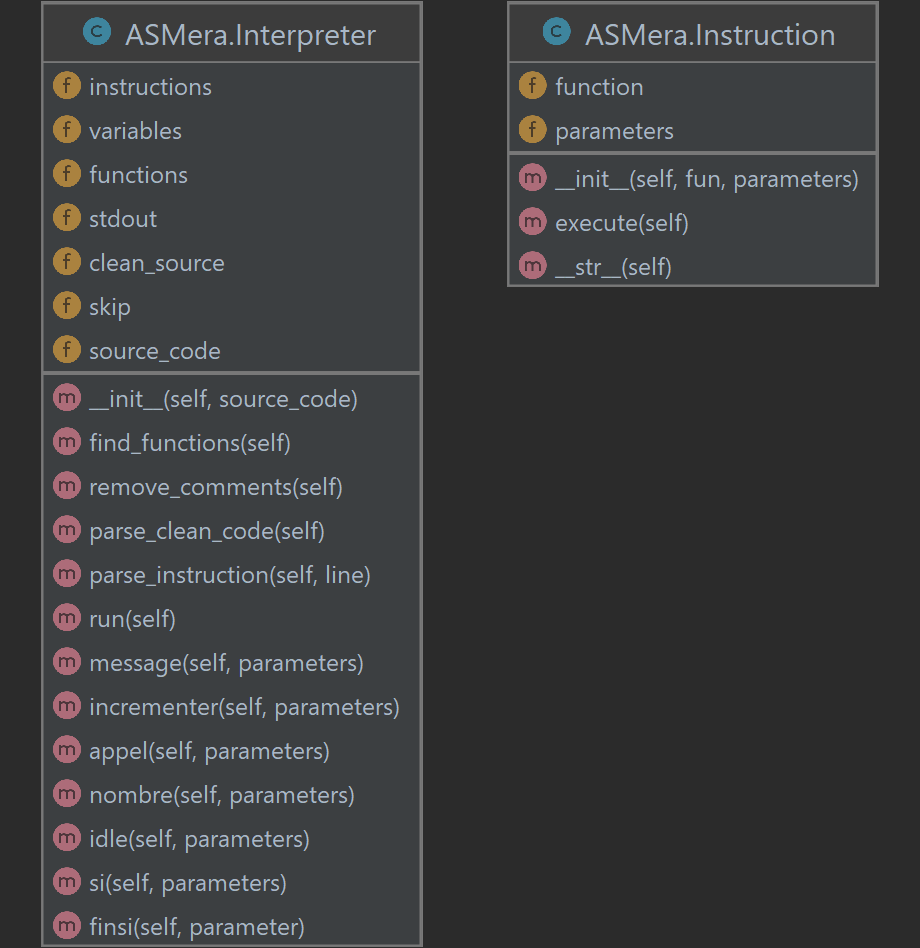 C ASMera.Interpreter
f instructions
f variables
f functions
f stdout
f clean_source
f skip
f source_code
m __init__(self, source_code)
m find_functions(self)
m remove_comments(self)
m parse_clean_code(self)
m parse_instruction(self, line)
m run(self)
m message(self, parameters)
m incrementer(self, parameters)
m appel(self, parameters)
m nombre(self, parameters)
m idle(self, parameters)
m si(self, parameters)
m finsi(self, parameter)
C ASMera.Instruction
f function
f parameters
m __init__(self, fun, parameters)
m execute(self)
m __str__(self)